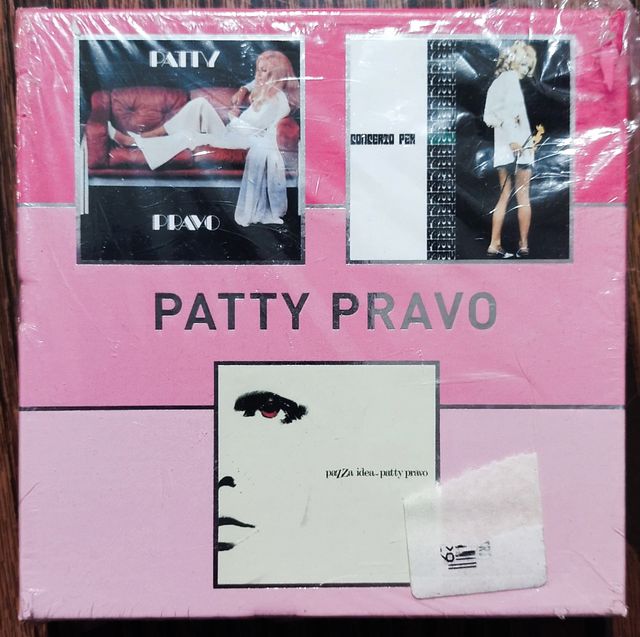 PATTY
PRAVO
CONCERTO PER
PATTY PRAVO
pazza idea.. patty pravo